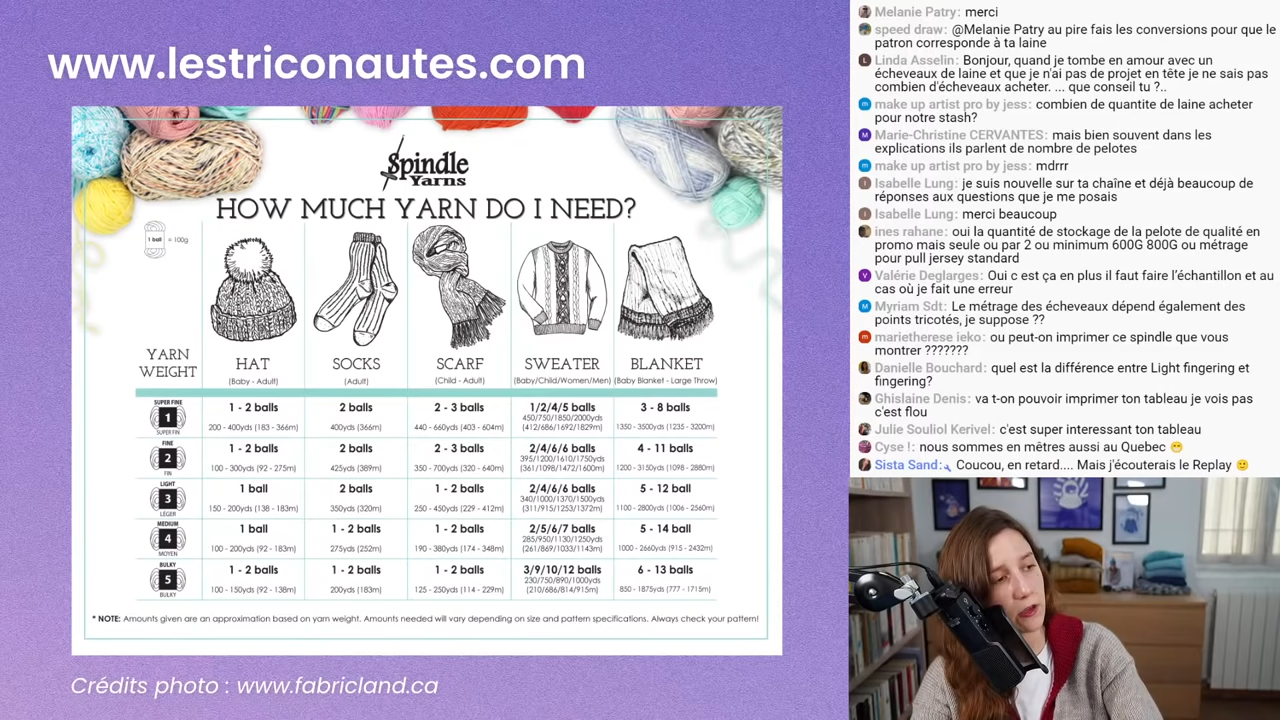 www.lestriconautes.com
Spindle
Yarns
HOW MUCH YARN DO I NEED?
1 ball = 100g
YARN WEIGHT
HAT
(Baby - Adult)
SOCKS
(Adult)
SCARF
(Child - Adult)
SWEATER
(Baby/Child/Women/Men)
BLANKET
(Baby Blanket - Large Throw)
SUPER FINE
1
SUPER FIN
1 - 2 balls
200 - 400yds (183 - 366m)
2 balls
400yds (366m)
2 - 3 balls
440 - 660yds (403 - 604m)
1/2/4/5 balls
450/750/1850/2000yds
(412/686/1692/1829m)
3 - 8 balls
1350 - 3500yds (1235 - 3200m)
FINE
2
FIN
1 - 2 balls
100 - 300yds (92 - 275m)
2 balls
425yds (389m)
2 - 3 balls
350 - 700yds (320 - 640m)
2/4/6/6 balls
395/1200/1610/1750yds
(361/1098/1472/1600m)
4 - 11 balls
1200 - 3150yds (1098 - 2880m)
LIGHT
3
LÉGER
1 ball
150 - 200yds (138 - 183m)
2 balls
350yds (320m)
1 - 2 balls
250 - 450yds (229 - 412m)
2/4/6/6 balls
340/1000/1370/1500yds
(311/915/1253/1372m)
5 - 12 ball
1100 - 2800yds (1006 - 2560m)
MEDIUM
4
MOYEN
1 ball
100 - 200yds (92 - 183m)
1 - 2 balls
275yds (252m)
1 - 2 balls
190 - 380yds (174 - 348m)
2/5/6/7 balls
285/950/1130/1250yds
(261/869/1033/1143m)
5 - 14 ball
1000 - 2660yds (915 - 2432m)
BULKY
5
BULKY
1 - 2 balls
100 - 150yds (92 - 138m)
1 - 2 balls
200yds (183m)
1 - 2 balls
125 - 250yds (114 - 229m)
3/9/10/12 balls
230/750/890/1000yds
(210/686/814/915m)
6 - 13 balls
850 - 1875yds (777 - 1715m)
* NOTE: Amounts given are an approximation based on yarn weight. Amounts needed will vary depending on size and pattern specifications. Always check your pattern!
Crédits photo : www.fabricland.ca
Melanie Patry: merci
speed draw: @Melanie Patry au pire fais les conversions pour que le
patron corresponde à ta laine
Linda Asselin: Bonjour, quand je tombe en amour avec un
écheveaux de laine et que je n'ai pas de projet en tête je ne sais pas
combien d'écheveaux acheter. ... que conseil tu ?..
make up artist pro by jess: combien de quantite de laine acheter
pour notre stash?
Marie-Christine CERVANTES: mais bien souvent dans les
explications ils parlent de nombre de pelotes
make up artist pro by jess: mdrrr
Isabelle Lung: je suis nouvelle sur ta chaîne et déjà beaucoup de
réponses aux questions que je me posais
Isabelle Lung: merci beaucoup
ines rahane: oui la quantité de stockage de la pelote de qualité en
promo mais seule ou par 2 ou minimum 600G 800G ou métrage
pour pull jersey standard
Valérie Deglarges: Oui c est ça en plus il faut faire l'échantillon et au
cas où je fait une erreur
Myriam Sdt: Le métrage des écheveaux dépend également des
points tricotés, je suppose ??
marietherese ieko: ou peut-on imprimer ce spindle que vous
montrer ???????
Danielle Bouchard: quel est la différence entre Light fingering et
fingering?
Ghislaine Denis: va t-on pouvoir imprimer ton tableau je vois pas
c'est flou
Julie Souliol Kerivel: c'est super interessant ton tableau
Cyse !: nous sommes en mêtres aussi au Quebec 😁
Sista Sand: Coucou, en retard.... Mais j'écouterais le Replay 🙂